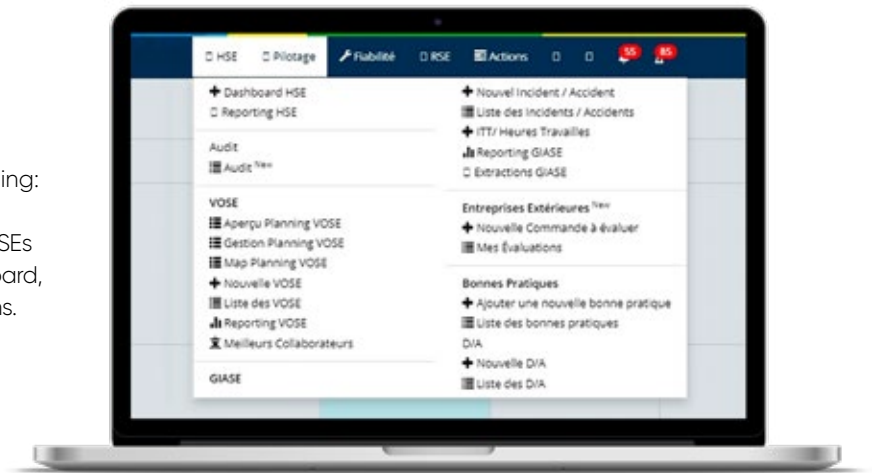 ing:
SEs
oard,
ns.
HSE Pilotage Fiabilité RSE Actions 55 85
Dashboard HSE
Reporting HSE
Audit
Audit New
VOSE
Aperçu Planning VOSE
Gestion Planning VOSE
Map Planning VOSE
Nouvelle VOSE
Liste des VOSE
Reporting VOSE
Meilleurs Collaborateurs
GIASE
Nouvel Incident / Accident
Liste des Incidents / Accidents
ITT/ Heures Travailles
Reporting GIASE
Extractions GIASE
Entreprises Extérieures New
Nouvelle Commande à évaluer
Mes Évaluations
Bonnes Pratiques
Ajouter une nouvelle bonne pratique
Liste des bonnes pratiques
D/A
Nouvelle D/A
Liste des D/A